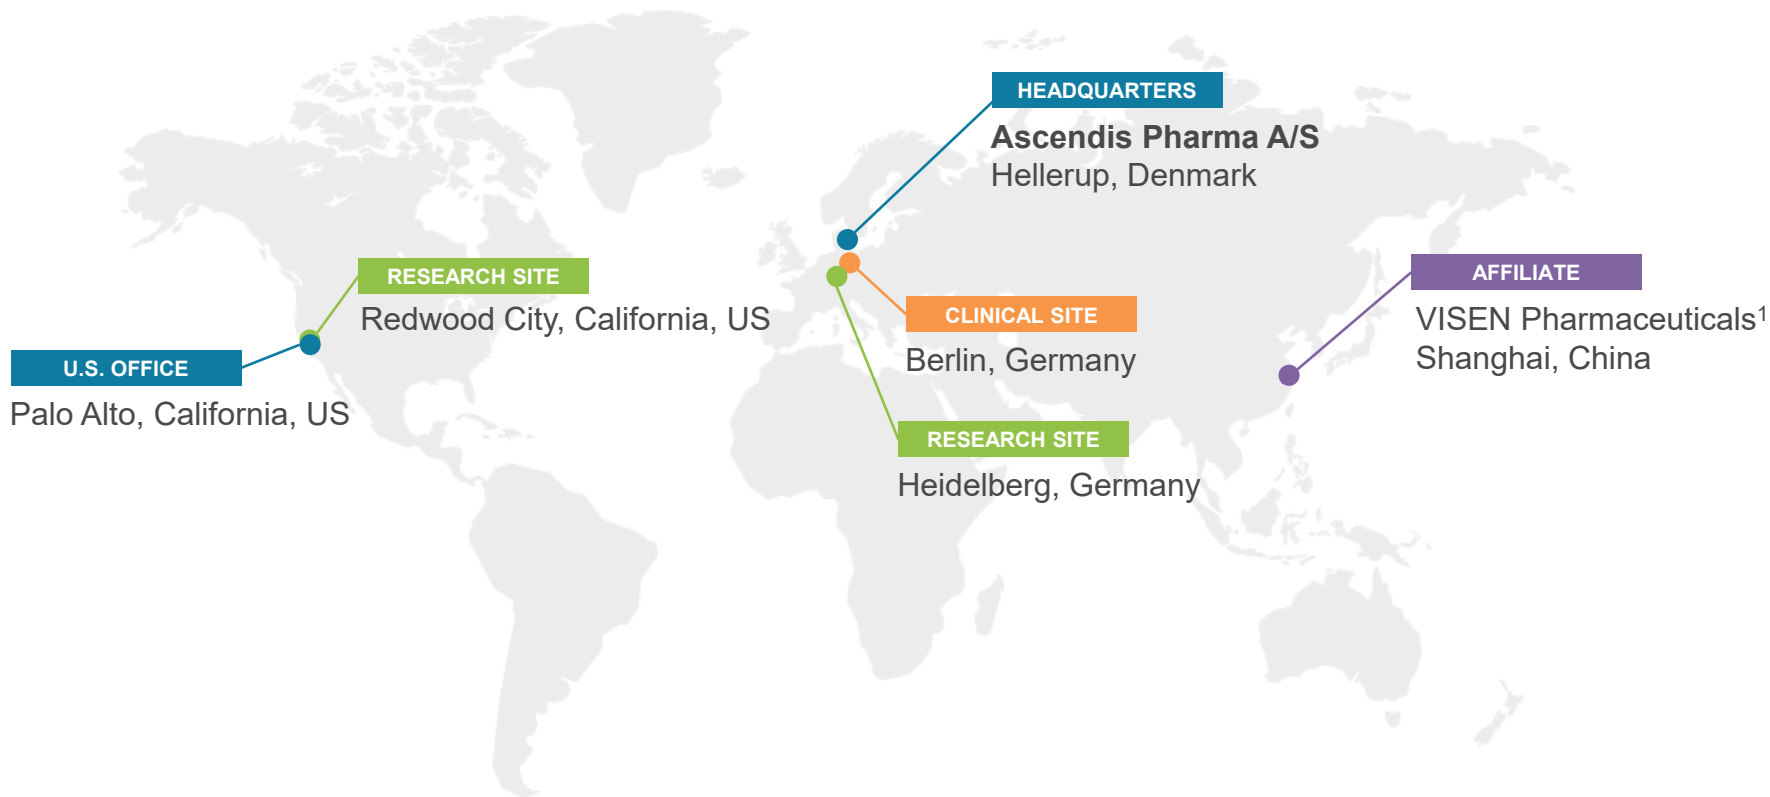 HEADQUARTERS
Ascendis Pharma A/S
Hellerup, Denmark
RESEARCH SITE
Redwood City, California, US
U.S. OFFICE
Palo Alto, California, US
CLINICAL SITE
Berlin, Germany
RESEARCH SITE
Heidelberg, Germany
AFFILIATE
VISEN Pharmaceuticals¹
Shanghai, China